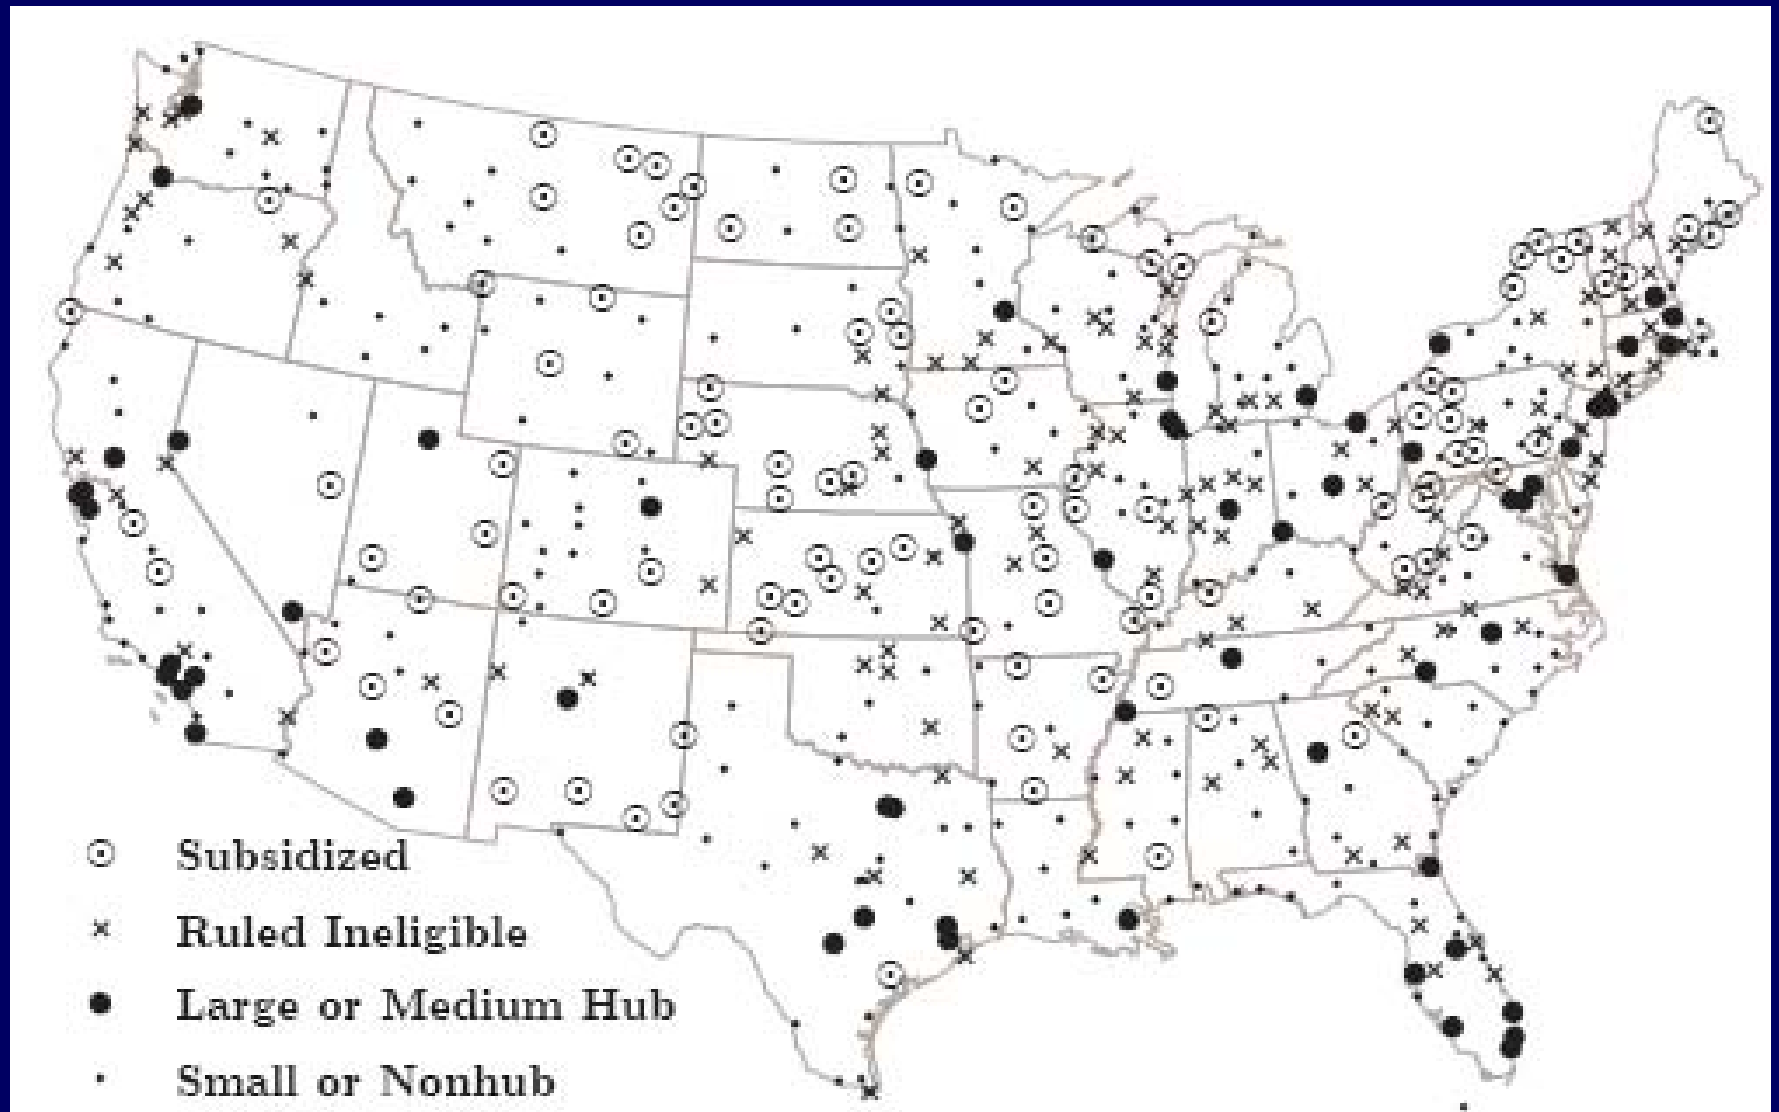 Subsidized
Ruled Ineligible
Large or Medium Hub
Small or Nonhub